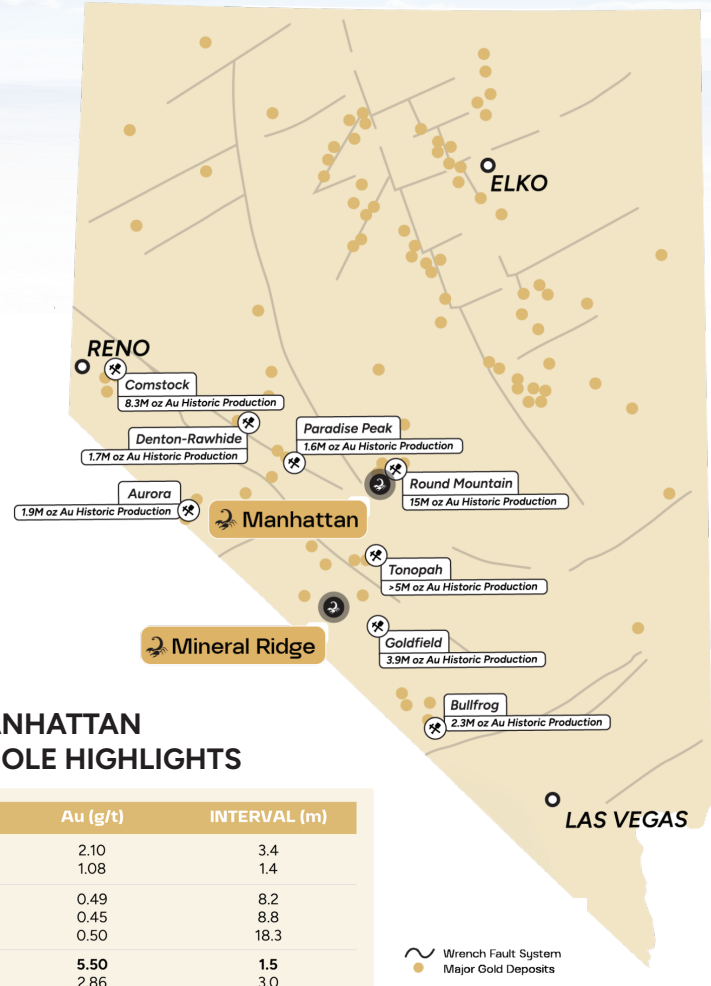 ELKO
RENO
Comstock
8.3M oz Au Historic Production
Denton-Rawhide
1.7M oz Au Historic Production
Paradise Peak
1.6M oz Au Historic Production
Round Mountain
15M oz Au Historic Production
Aurora
1.9M oz Au Historic Production
Manhattan
Tonopah
>5M oz Au Historic Production
Mineral Ridge
Goldfield
3.9M oz Au Historic Production
Bullfrog
2.3M oz Au Historic Production
LAS VEGAS
ANHATTAN
OLE HIGHLIGHTS
Au (g/t) INTERVAL (m)
2.10 3.4
1.08 1.4
0.49 8.2
0.45 8.8
0.50 18.3
5.50 1.5
2.86 3.0
Wrench Fault System
Major Gold Deposits